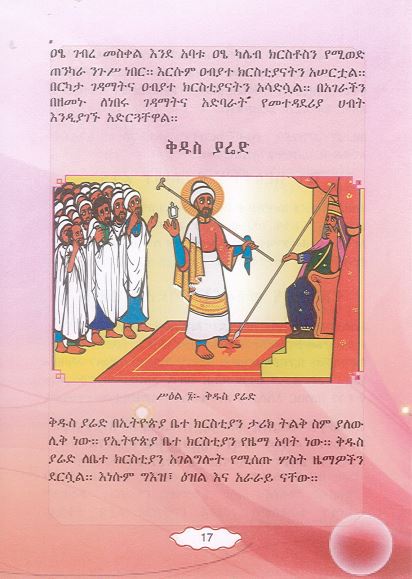 ዐፄ ገብረ መስቀል እንደ አባቱ ዐፄ ካሌብ ክርስቶስን የሚወድ
ጠንካራ ንጉሥ ነበር። እርሱም ዐብያተ ክርስቲያናትን አሠርቷል።
በርካታ ገዳማትና ዐብያተ ክርስቲያናትን አሳድሷል። በአገራችን
በዘመኑ ለነበሩ ገዳማትና አድባራት የመተዳደሪያ ሀብት
እንዲያገኙ አድርጓቸዋል።
ቅዱስ ያሬድ
ሥዕል ፤- ቅዱስ ያሬድ
ቅዱስ ያሬድ በኢትዮጵያ ቤተ ክርስቲያን ታሪክ ትልቅ ስም ያለው
ሊቅ ነው። የኢትዮጵያ ቤተ ክርስቲያን የዜማ አባት ነው። ቅዱስ
ያሬድ ለቤተ ክርስቲያን አገልግሎት የሚሰጡ ሦስት ዜማዎችን
ደርሷል። እነሱም ግእዝ፣ ዕዝል እና አራራይ ናቸው።
17